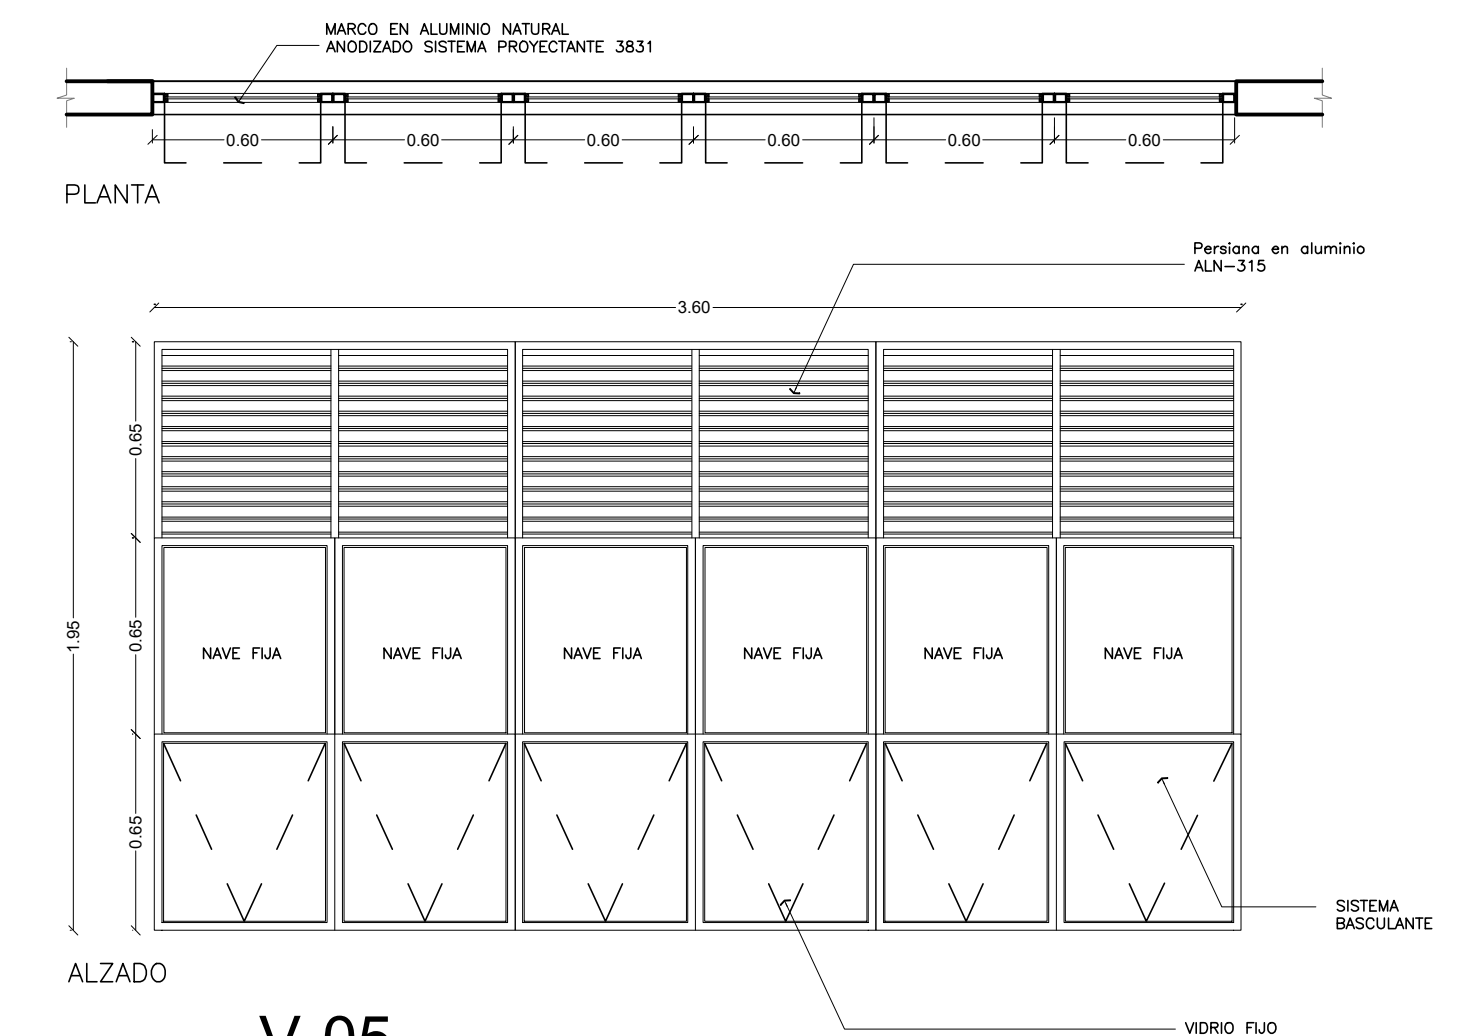 MARCO EN ALUMINIO NATURAL
ANODIZADO SISTEMA PROYECTANTE 3831
0.60 0.60 0.60 0.60 0.60 0.60
PLANTA
Persiana en aluminio
ALN-315
3.60
0.65
1.95
0.65
NAVE FIJA NAVE FIJA NAVE FIJA NAVE FIJA NAVE FIJA NAVE FIJA
0.65
SISTEMA
BASCULANTE
ALZADO
V-05
VIDRIO FIJO